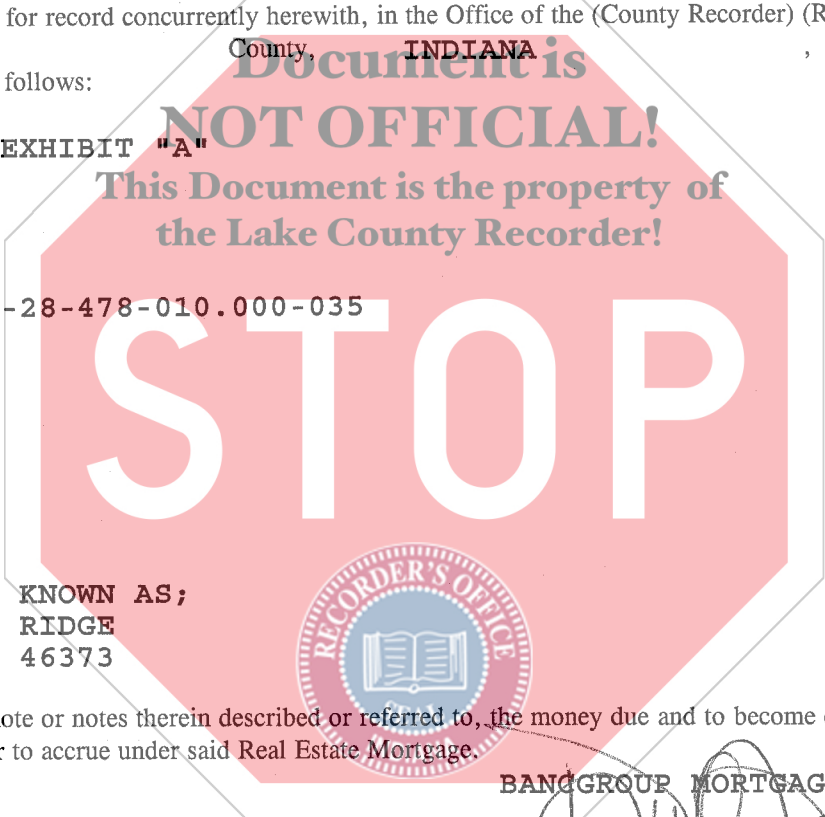 for record concurrently herewith, in the Office of the (County Recorder) (R
County, INDIANA ,
Document is
follows:
NOT OFFICIAL!
EXHIBIT "A"
This Document is the property of
the Lake County Recorder!
-28-478-010.000-035
STOP
RECORDER'S OFFICE
SEAL
KNOWN AS;
RIDGE
46373
ote or notes therein described or referred to, the money due and to become
r to accrue under said Real Estate Mortgage.
BANCGROUP MORTGAG